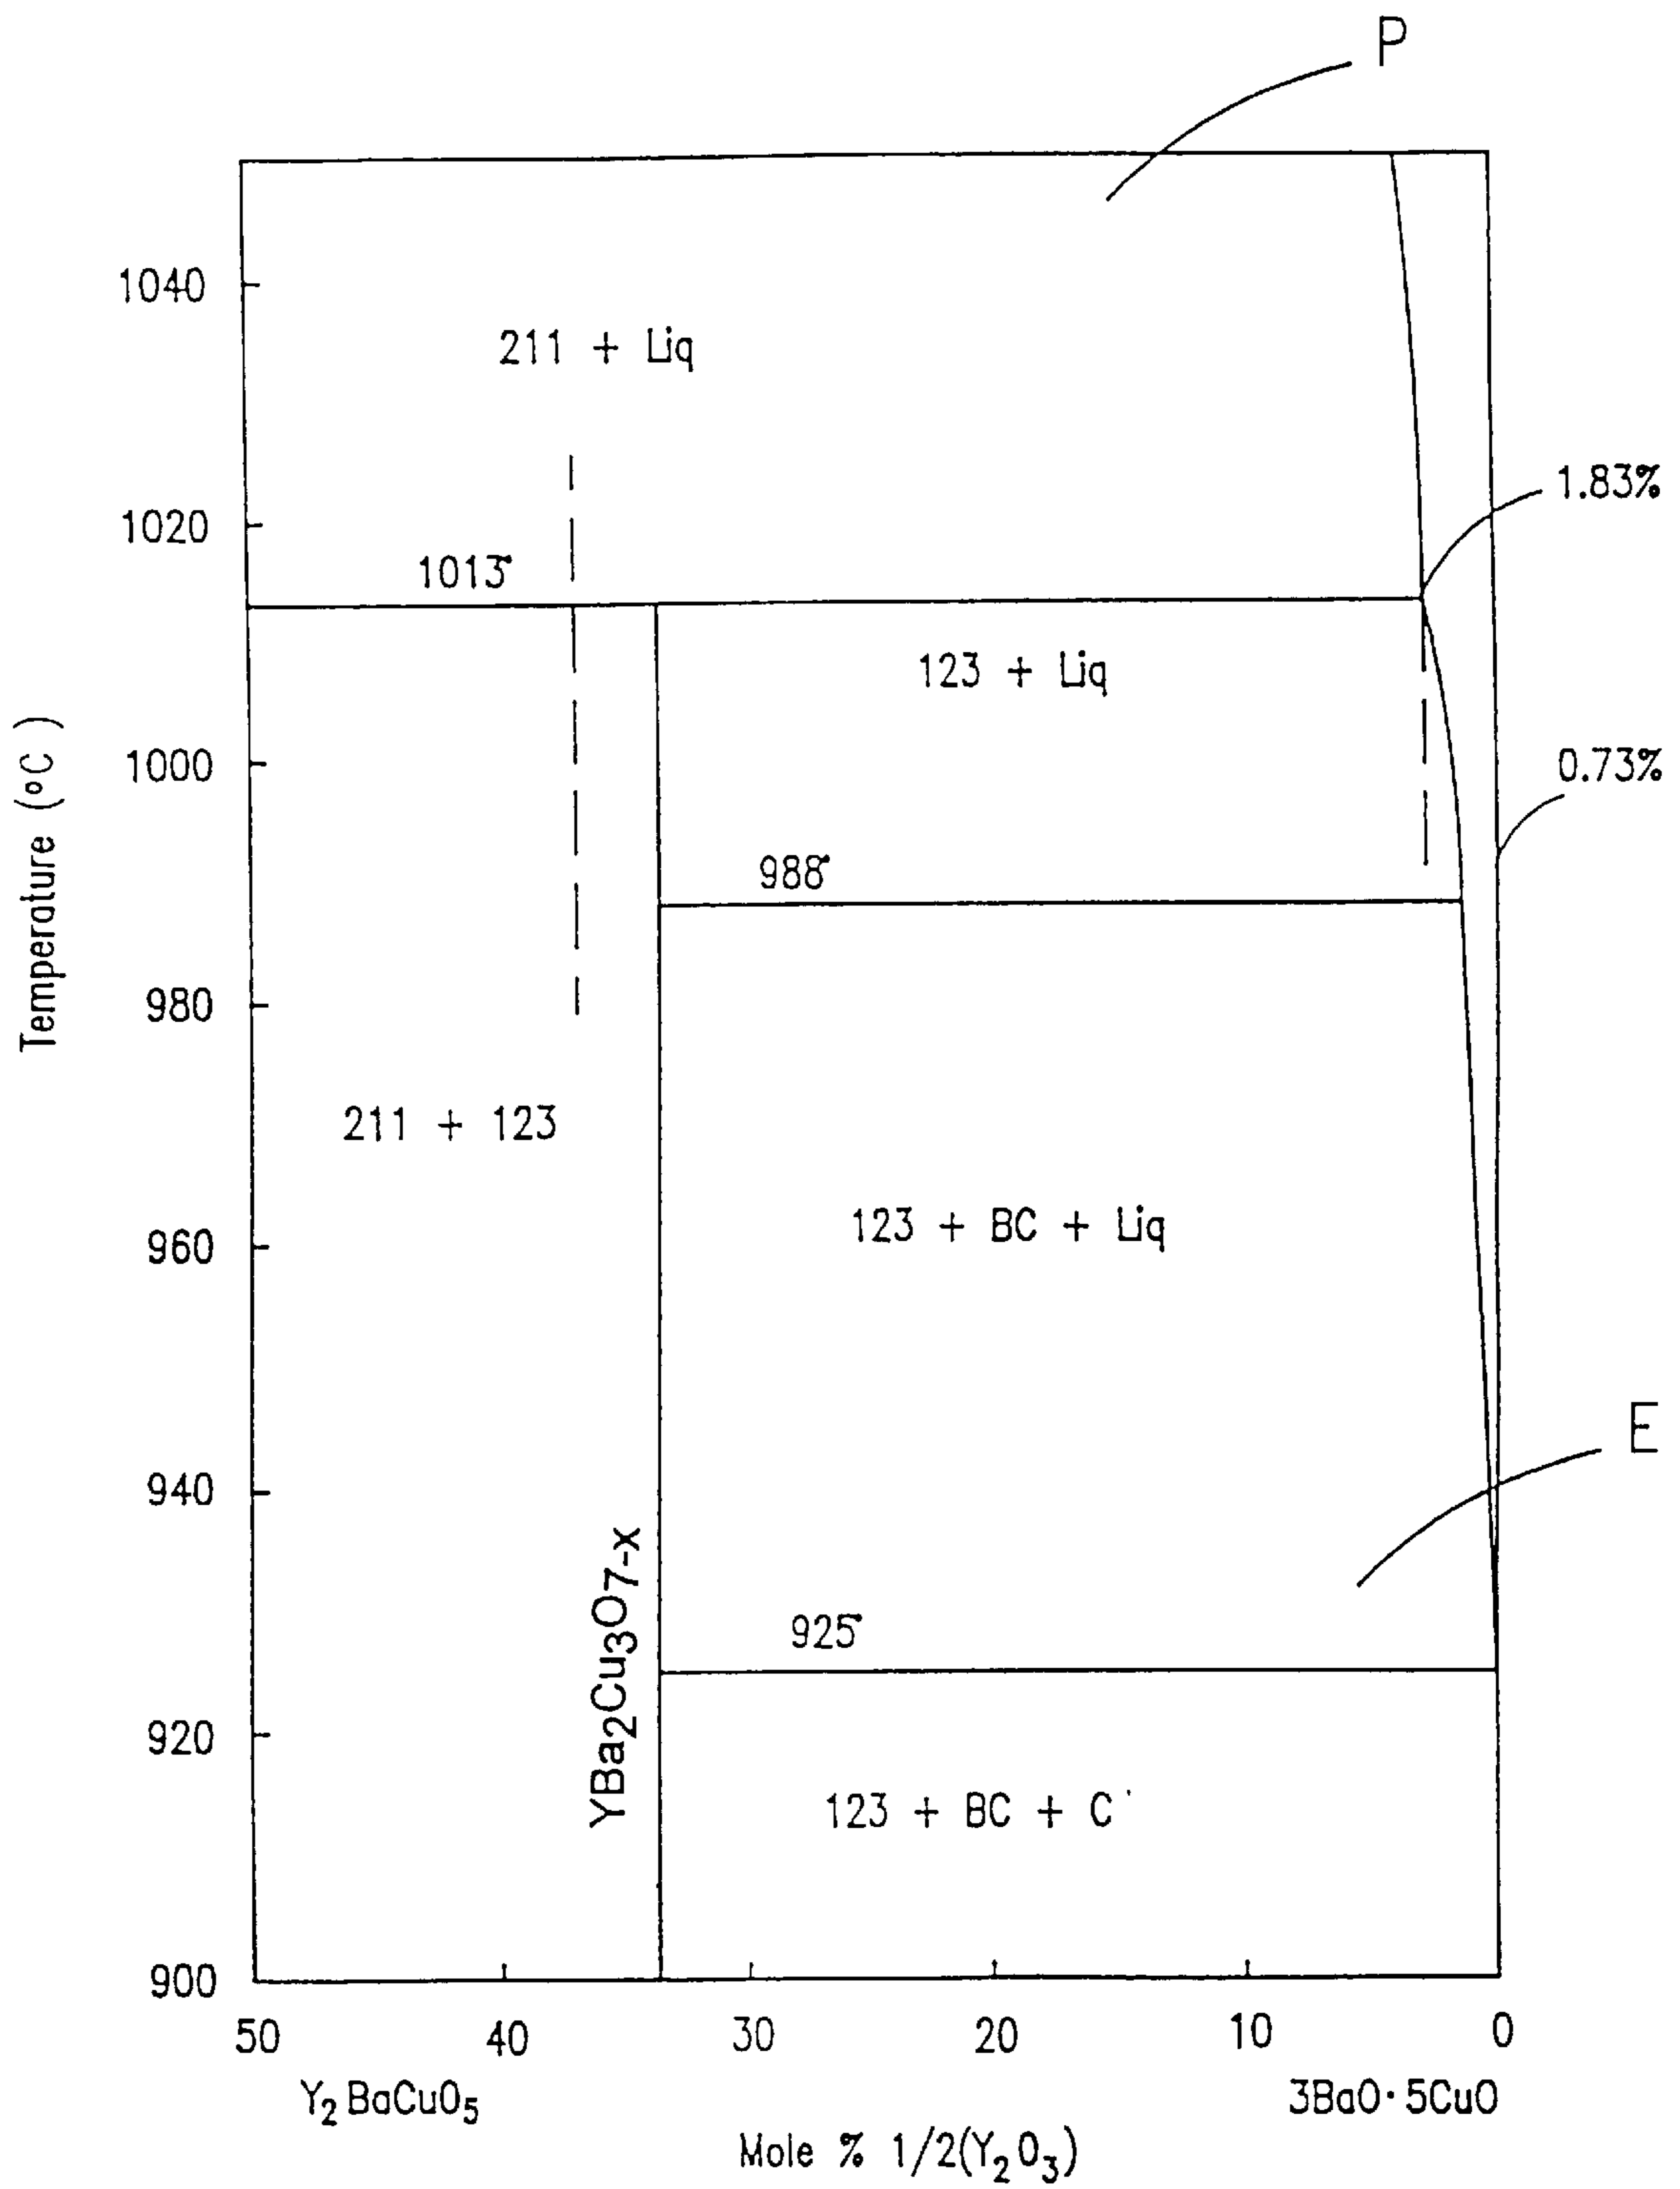 P
1040
211 + Liq
1.83%
1020
1013°
123 + Liq
1000
0.73%
988°
Temperature (°C )
980
211 + 123
123 + BC + Liq
960
E
940
YBa2Cu3O7-x
925°
920
123 + BC + C
900
50 40 30 20 10 0
Y2BaCuO5 3BaO·5CuO
Mole % 1/2(Y2O3)